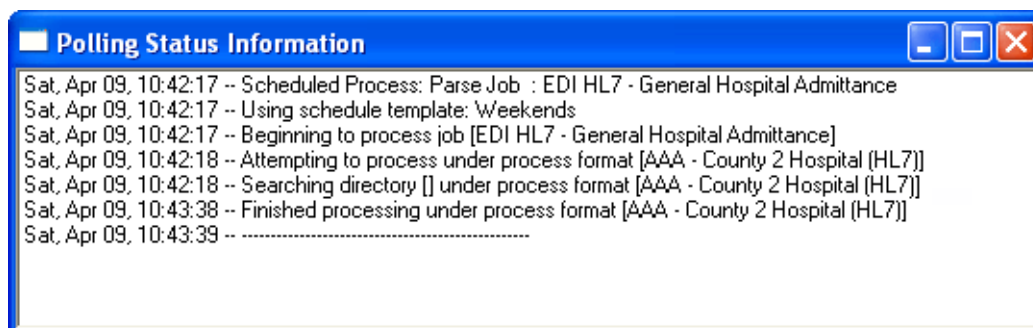 Polling Status Information
Sat, Apr 09, 10:42:17 -- Scheduled Process: Parse Job  : EDI HL7 - General Hospital Admittance
Sat, Apr 09, 10:42:17 -- Using schedule template: Weekends
Sat, Apr 09, 10:42:17 -- Beginning to process job [EDI HL7 - General Hospital Admittance]
Sat, Apr 09, 10:42:18 -- Attempting to process under process format [AAA - County 2 Hospital (HL7)]
Sat, Apr 09, 10:42:18 -- Searching directory [] under process format [AAA - County 2 Hospital (HL7)]
Sat, Apr 09, 10:43:38 -- Finished processing under process format [AAA - County 2 Hospital (HL7)]
Sat, Apr 09, 10:43:39 -- --------------------------------------------------